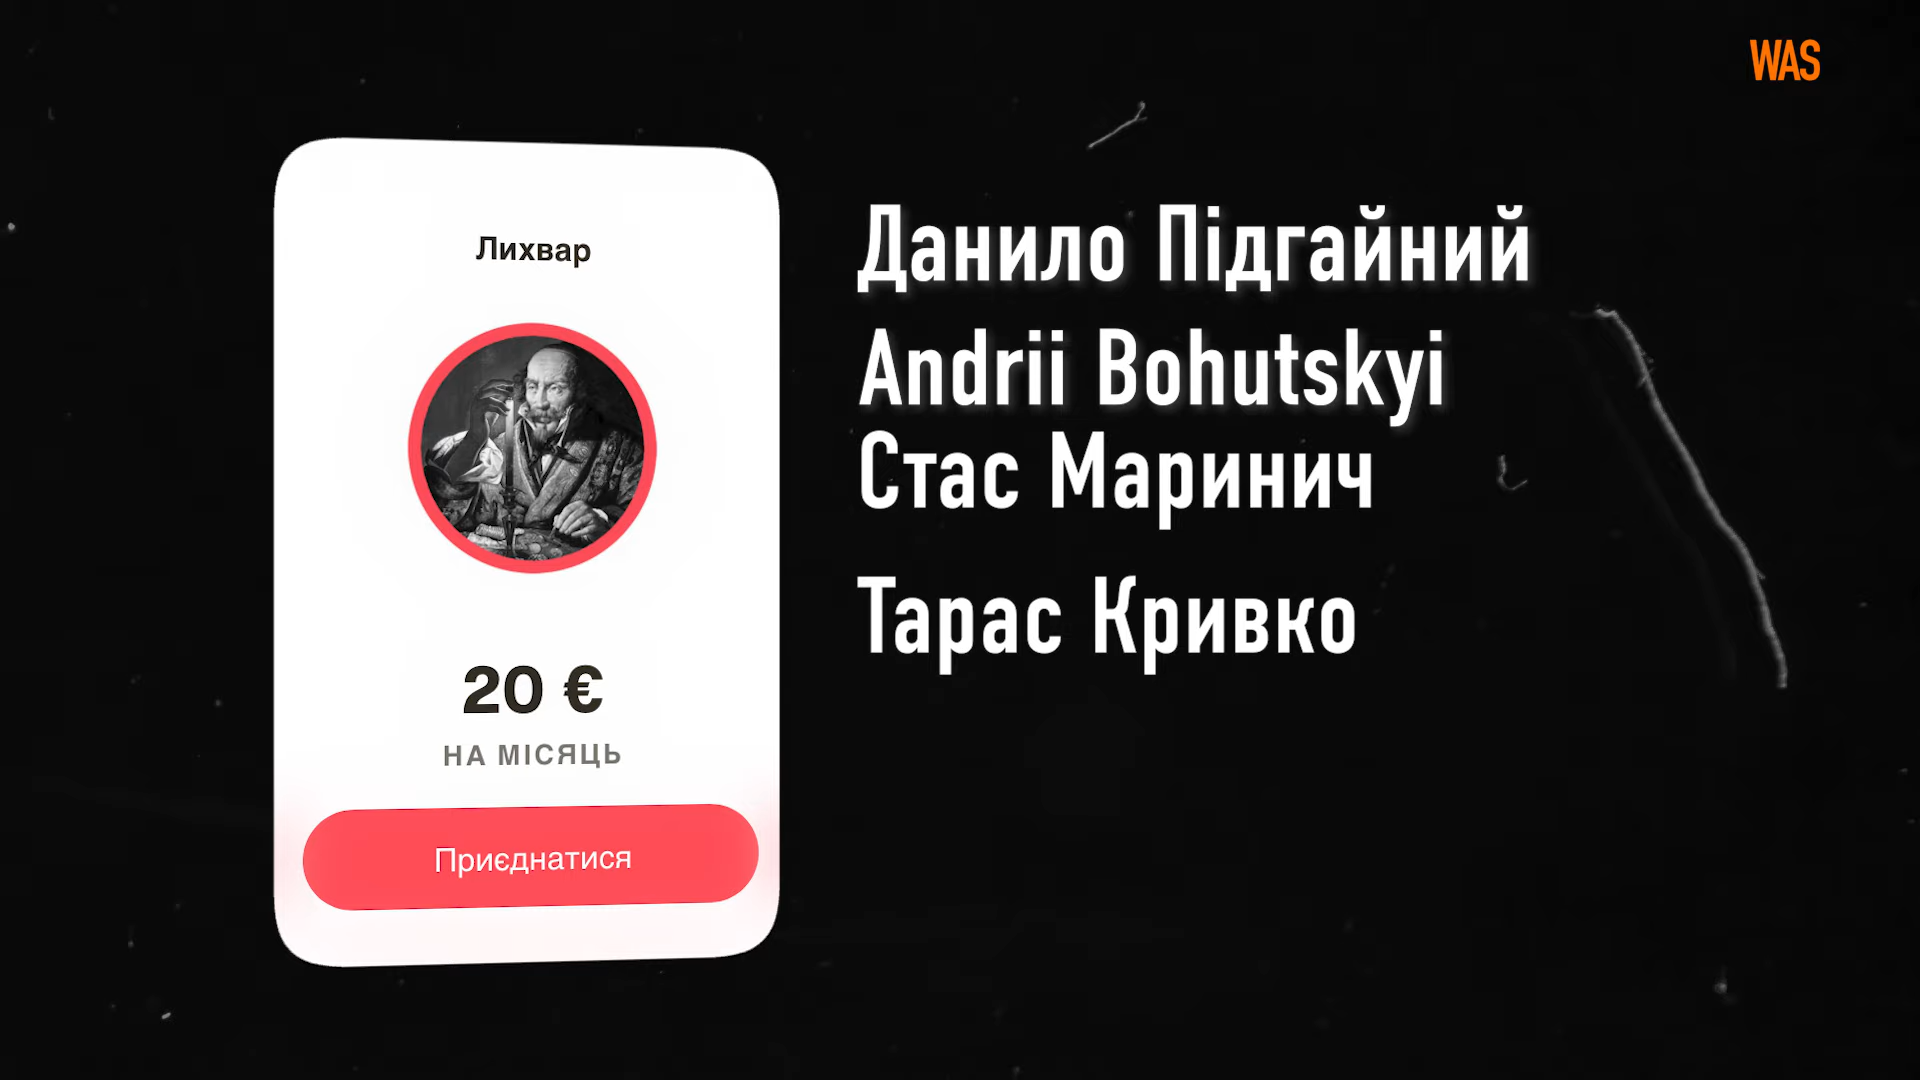 WAS
Лихвар
20 €
НА МІСЯЦЬ
Приєднатися
Данило Підгайний
Andrii Bohutskyi
Стас Маринич
Тарас Кривко